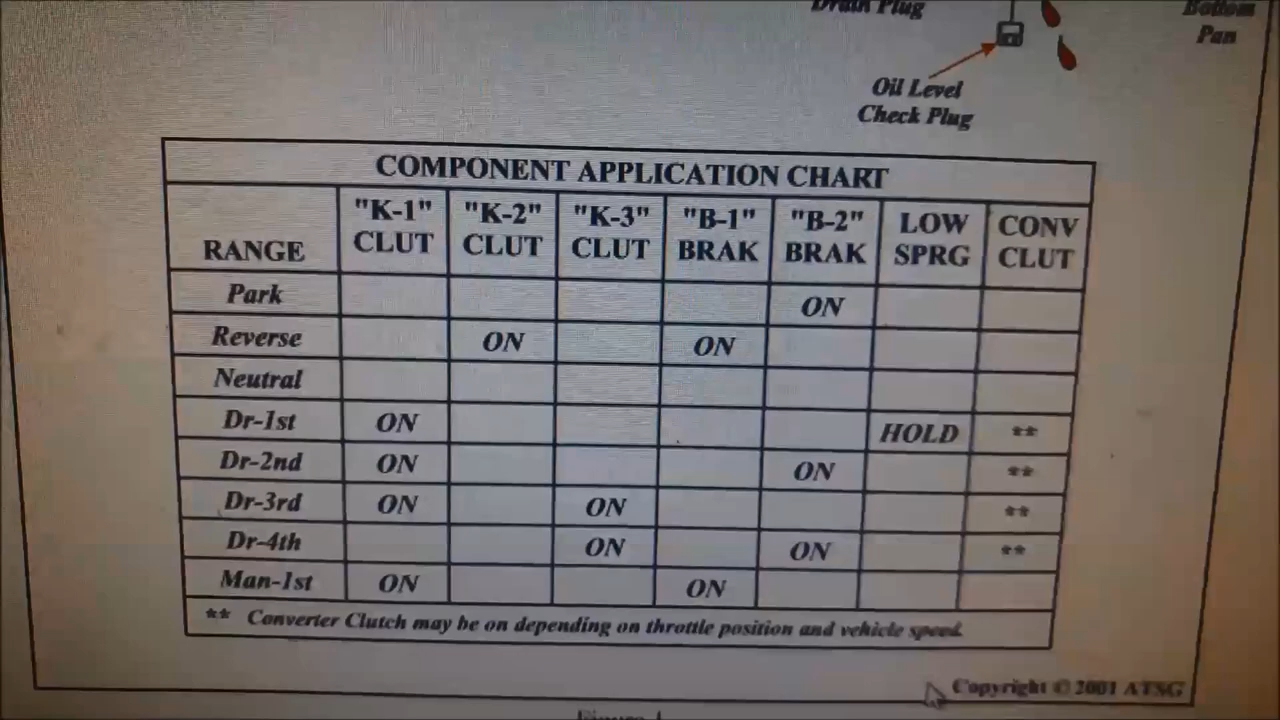 Drain Plug
Bottom
Pan
Oil Level
Check Plug
COMPONENT APPLICATION CHART
RANGE "K-1" CLUT "K-2" CLUT "K-3" CLUT "B-1" BRAK "B-2" BRAK LOW SPRG CONV CLUT
Park ON
Reverse ON ON
Neutral
Dr-1st ON HOLD **
Dr-2nd ON ON **
Dr-3rd ON ON **
Dr-4th ON ON **
Man-1st ON ON
** Converter Clutch may be on depending on throttle position and vehicle speed.
Copyright © 2001 ATSG